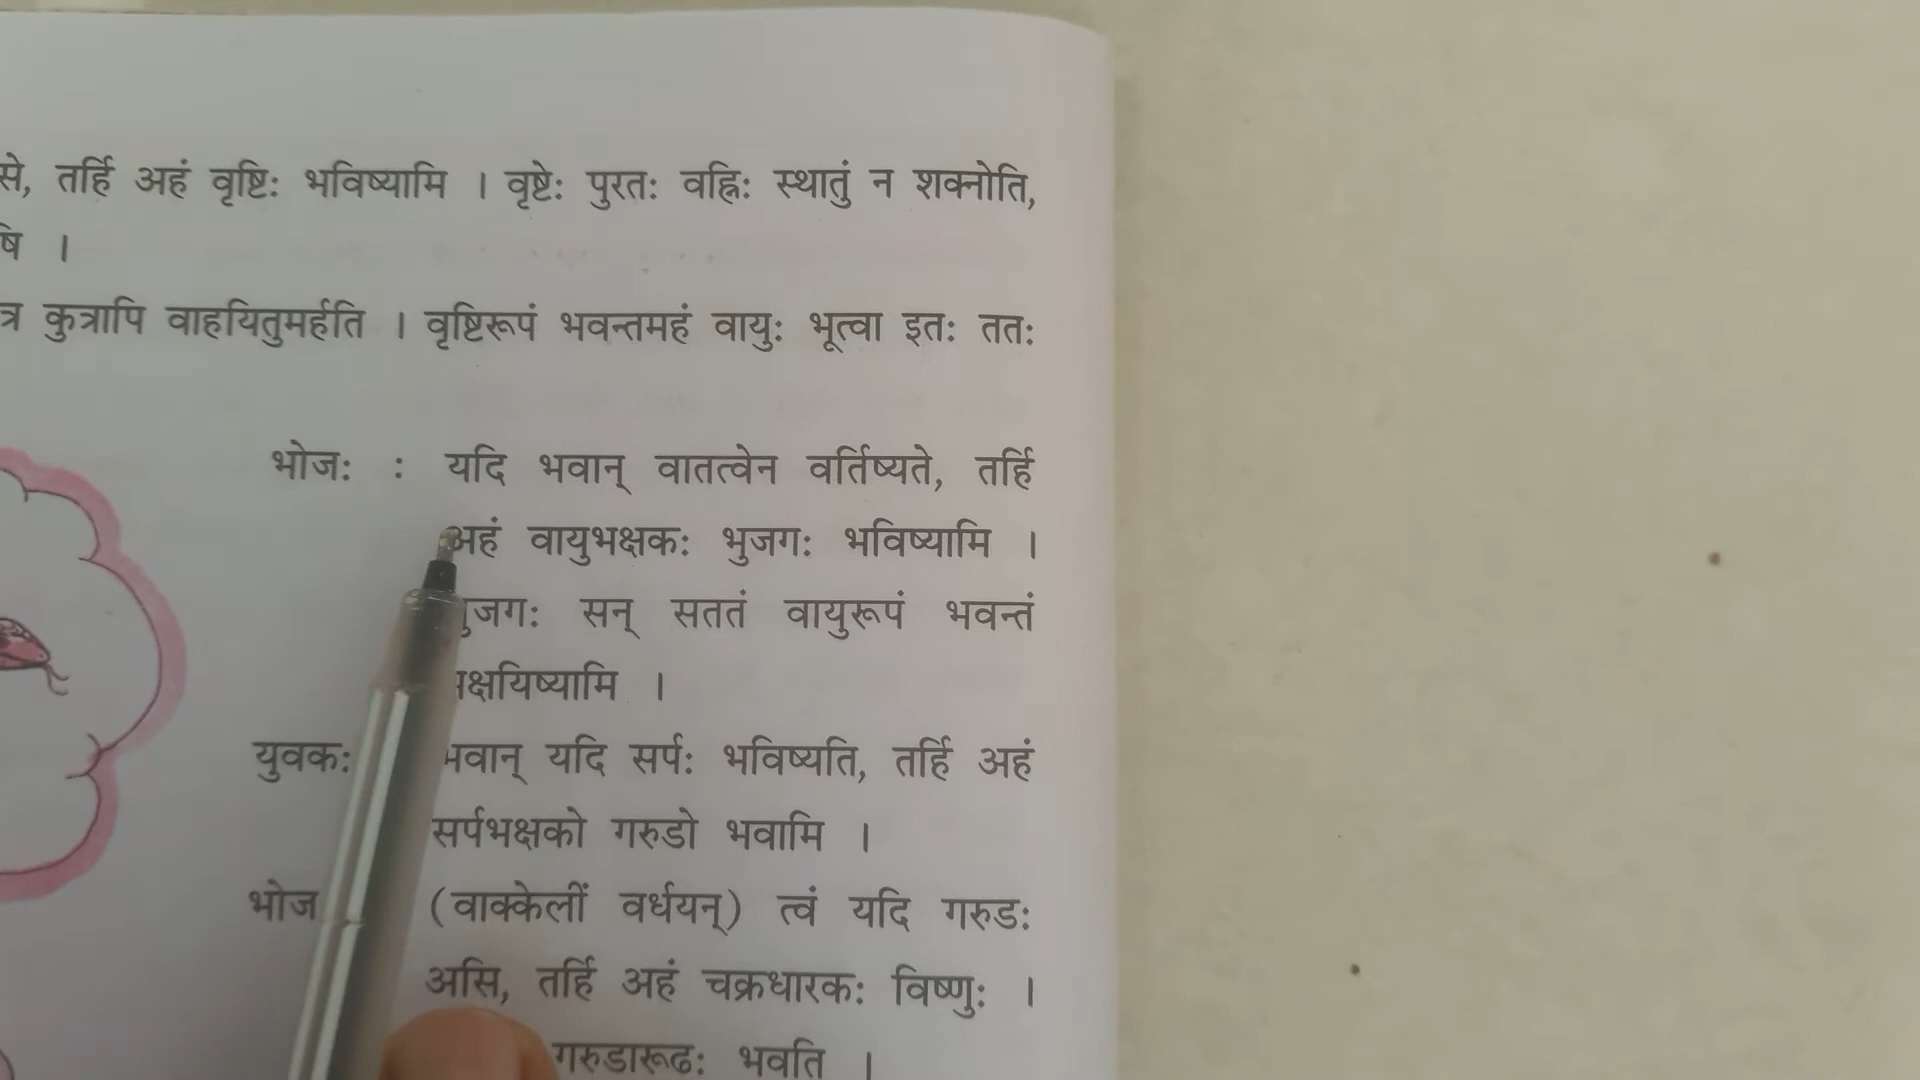 से, तर्हि अहं वृष्टिः भविष्यामि । वृष्टेः पुरतः वह्निः स्थातुं न शक्नोति,
षि ।
त्र कुत्रापि वाहयितुमर्हति । वृष्टिरूपं भवन्तमहं वायुः भूत्वा इतः ततः
भोजः : यदि भवान् वातत्वेन वर्तिष्यते, तर्हि
अहं वायुभक्षकः भुजगः भविष्यामि ।
भुजगः सन् सततं वायुरूपं भवन्तं
भक्षयिष्यामि ।
युवकः भवान् यदि सर्पः भविष्यति, तर्हि अहं
सर्पभक्षको गरुडो भवामि ।
भोज (वाक्केलीं वर्धयन्) त्वं यदि गरुडः
असि, तर्हि अहं चक्रधारकः विष्णुः ।
गरुडारूढः भवति ।